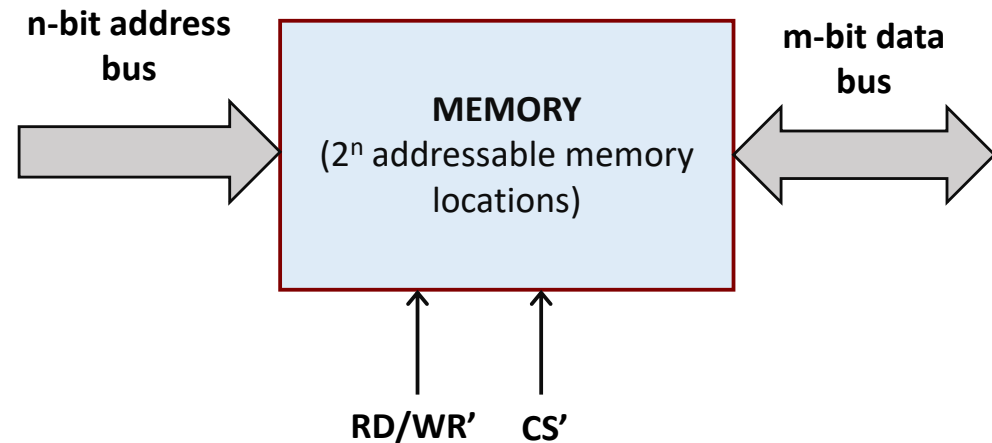 n-bit address
bus
MEMORY
(2ⁿ addressable memory
locations)
m-bit data
bus
RD/WR’
CS’